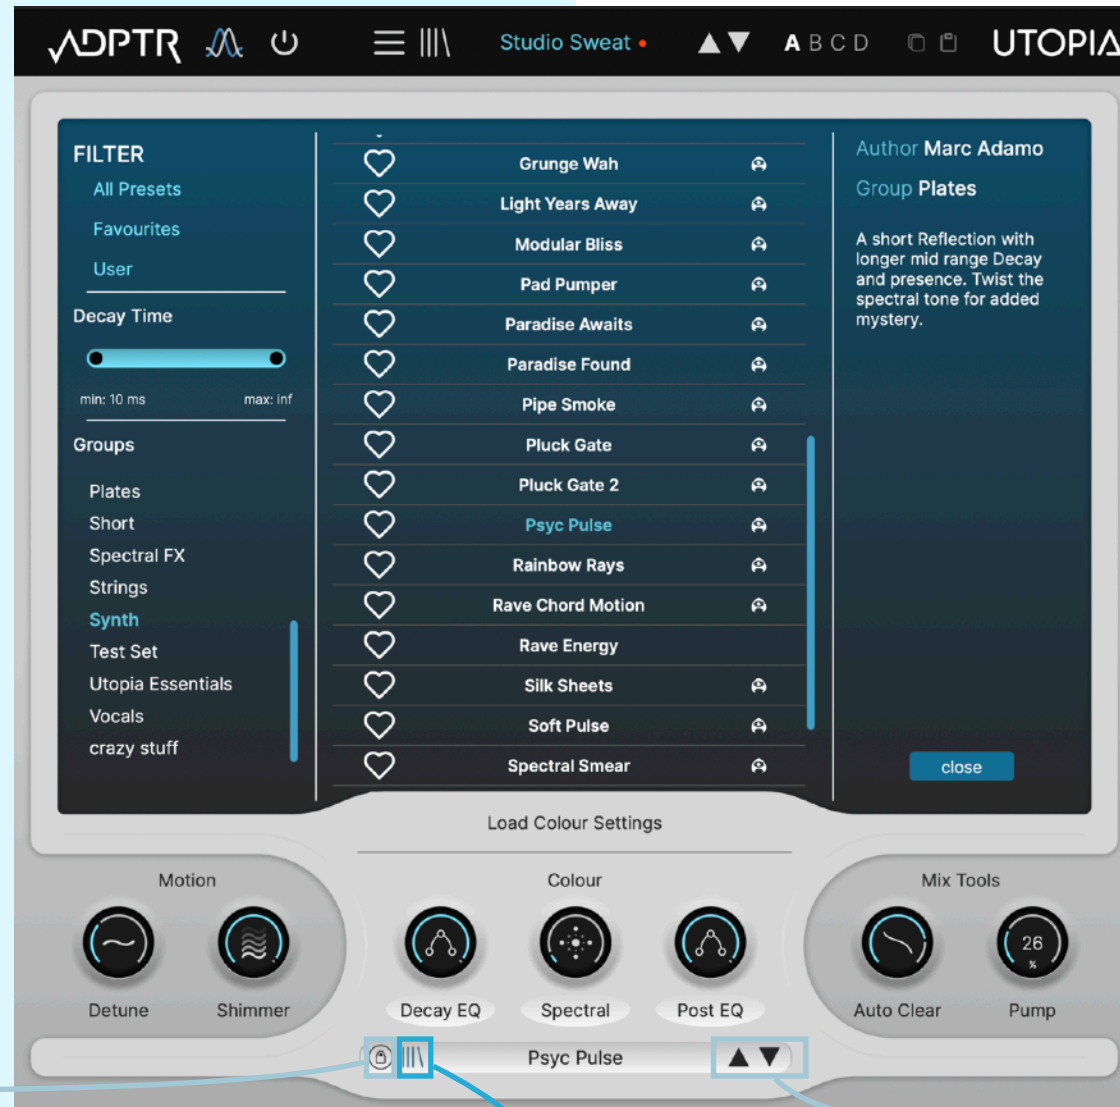 ADPTR
Studio Sweat
A B C D
UTOPIA
FILTER
All Presets
Favourites
User
Decay Time
min: 10 ms max: inf
Groups
Plates
Short
Spectral FX
Strings
Synth
Test Set
Utopia Essentials
Vocals
crazy stuff
Grunge Wah
Light Years Away
Modular Bliss
Pad Pumper
Paradise Awaits
Paradise Found
Pipe Smoke
Pluck Gate
Pluck Gate 2
Psyc Pulse
Rainbow Rays
Rave Chord Motion
Rave Energy
Silk Sheets
Soft Pulse
Spectral Smear
Author Marc Adamo
Group Plates
A short Reflection with
longer mid range Decay
and presence. Twist the
spectral tone for added
mystery.
close
Load Colour Settings
Motion
Colour
Mix Tools
26
%
Detune
Shimmer
Decay EQ
Spectral
Post EQ
Auto Clear
Pump
Psyc Pulse